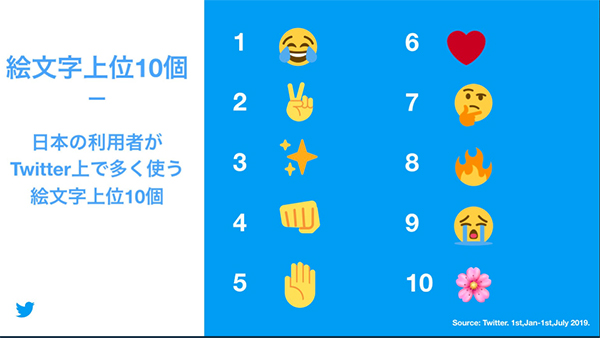 絵文字上位10個
ー
日本の利用者が
Twitter上で多く使う
絵文字上位10個
1 😂
2 ✌
3 ✨
4 👊
5 ✋
6 ❤
7 🤔
8 🔥
9 😭
10 🌸
Source: Twitter. 1st,Jan-1st,July 2019.